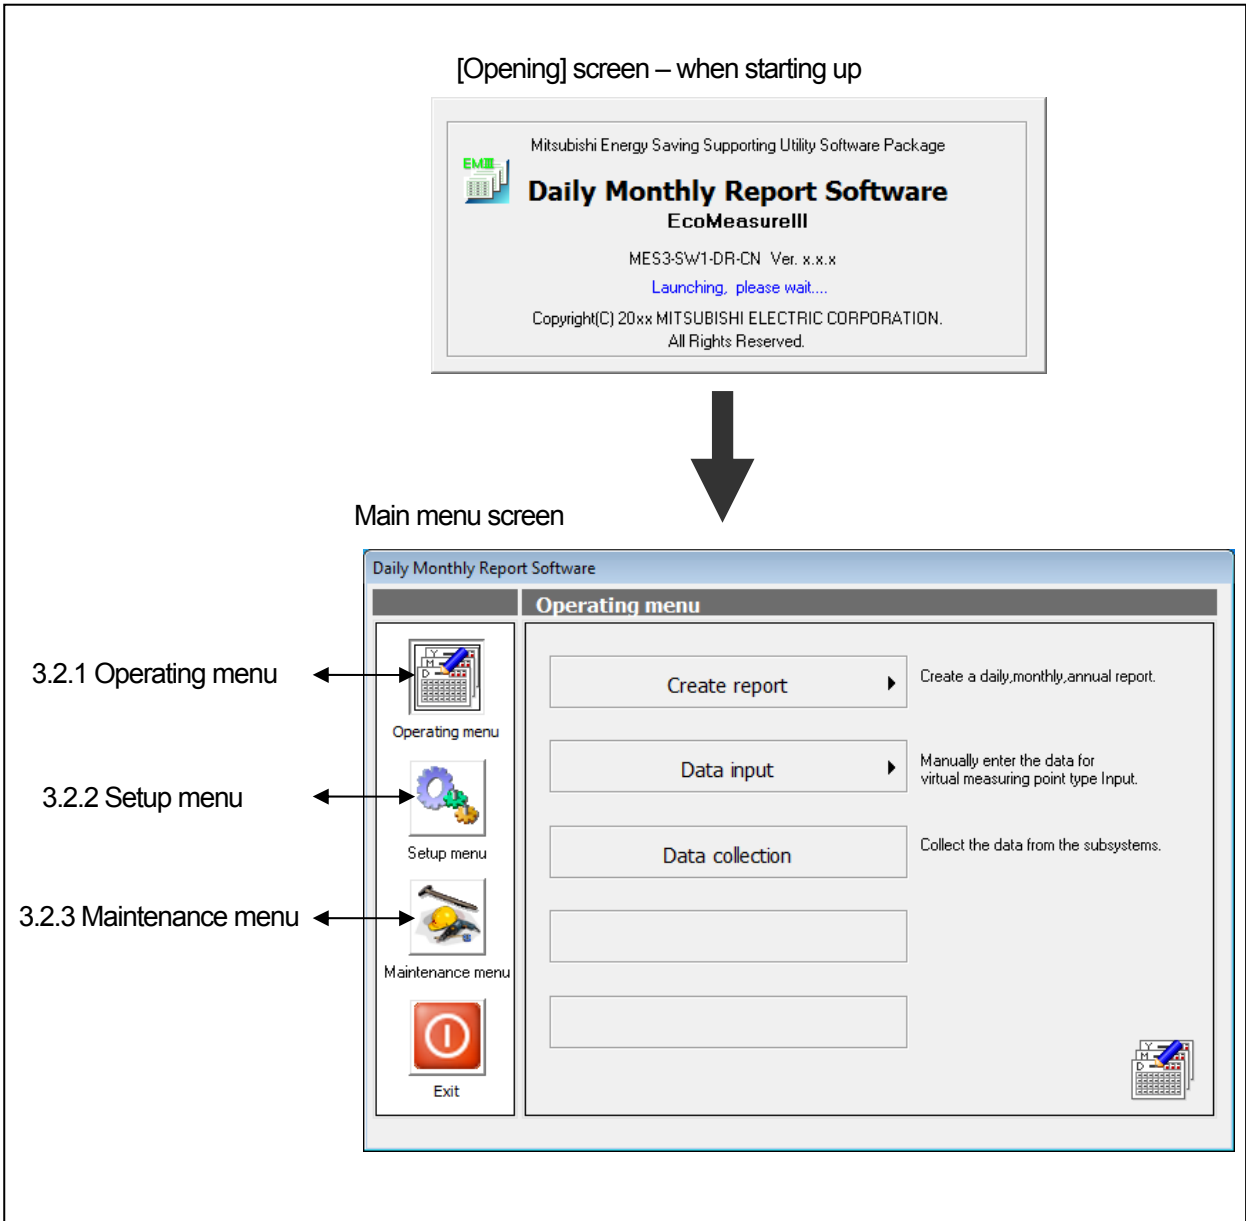 [Opening] screen – when starting up
EMIII
Mitsubishi Energy Saving Supporting Utility Software Package
Daily Monthly Report Software
EcoMeasureIII
MES3-SW1-DR-CN Ver. x.x.x
Launching, please wait....
Copyright(C) 20xx MITSUBISHI ELECTRIC CORPORATION.
All Rights Reserved.
Main menu screen
Daily Monthly Report Software
Operating menu
3.2.1 Operating menu
Y
M
D
Operating menu
Create report
Create a daily,monthly,annual report.
3.2.2 Setup menu
Setup menu
Data input
Manually enter the data for
virtual measuring point type Input.
Data collection
Collect the data from the subsystems.
3.2.3 Maintenance menu
Maintenance menu
Exit
Y
M
D